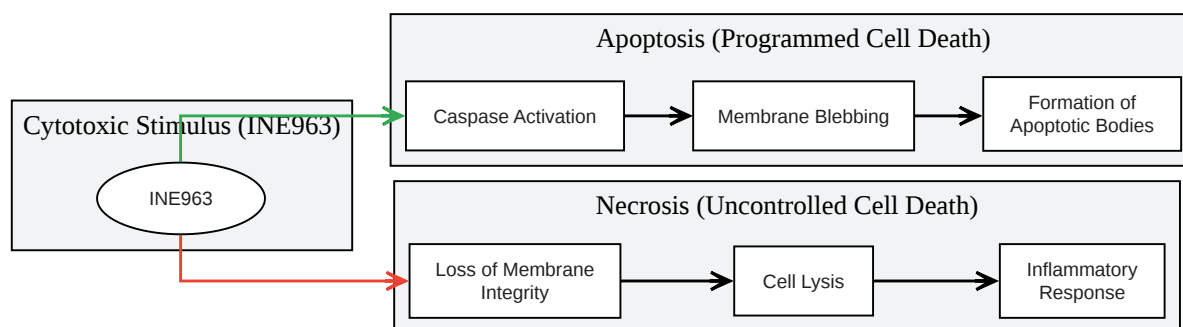 Apoptosis (Programmed Cell Death)
Caspase Activation
Membrane Blebbing
Formation of
Apoptotic Bodies
Cytotoxic Stimulus (INE963)
INE963
Necrosis (Uncontrolled Cell Death)
Loss of Membrane
Integrity
Cell Lysis
Inflammatory
Response